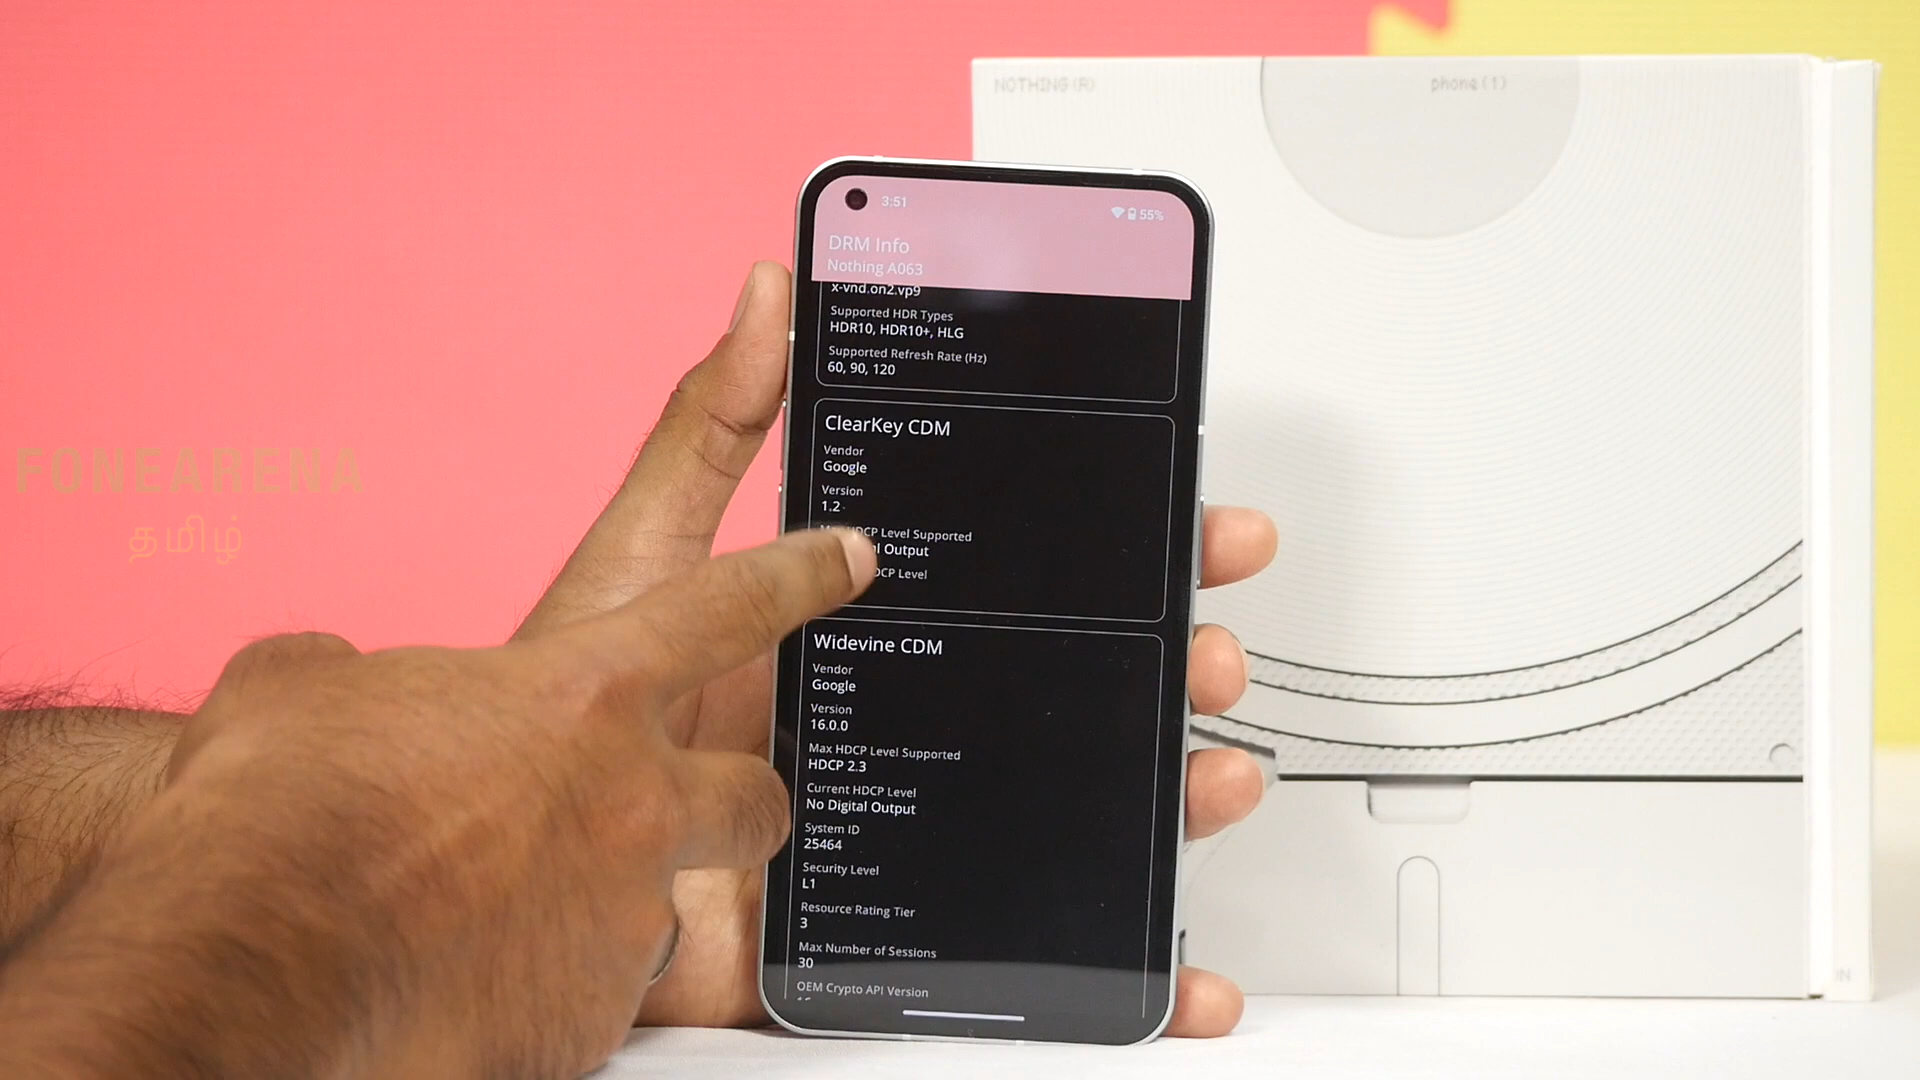 NOTHING(R)
phone(1)
3:51
55%
DRM Info
Nothing A063
x-vnd.on2.vp9
Supported HDR Types
HDR10, HDR10+, HLG
Supported Refresh Rate (Hz)
60, 90, 120
ClearKey CDM
Vendor
Google
Version
1.2
HDCP Level Supported
Output
Level
Widevine CDM
Vendor
Google
Version
16.0.0
Max HDCP Level Supported
HDCP 2.3
Current HDCP Level
No Digital Output
System ID
25464
Security Level
L1
Resource Rating Tier
3
Max Number of Sessions
30
OEM Crypto API Version
FONEARENA
தமிழ்
IN